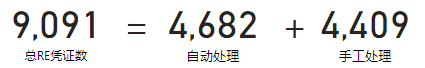 9,091 = 4,682 + 4,409
总RE凭证数 自动处理 手工处理